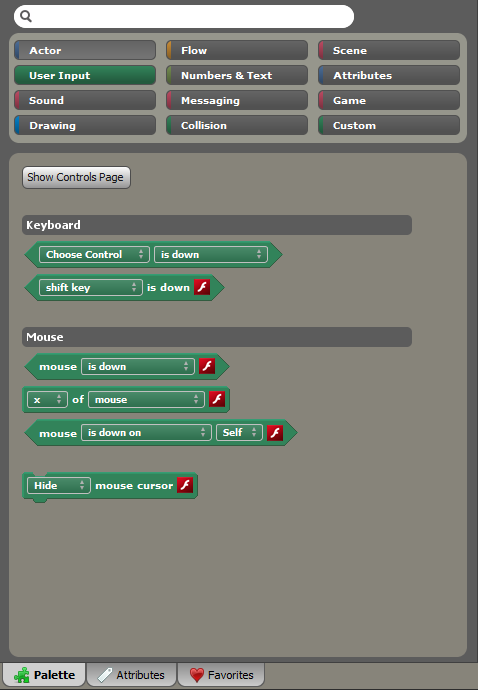 Actor Flow Scene
User Input Numbers & Text Attributes
Sound Messaging Game
Drawing Collision Custom
Show Controls Page
Keyboard
Choose Control is down
shift key is down
Mouse
mouse is down
x of mouse
mouse is down on Self
Hide mouse cursor
Palette Attributes Favorites